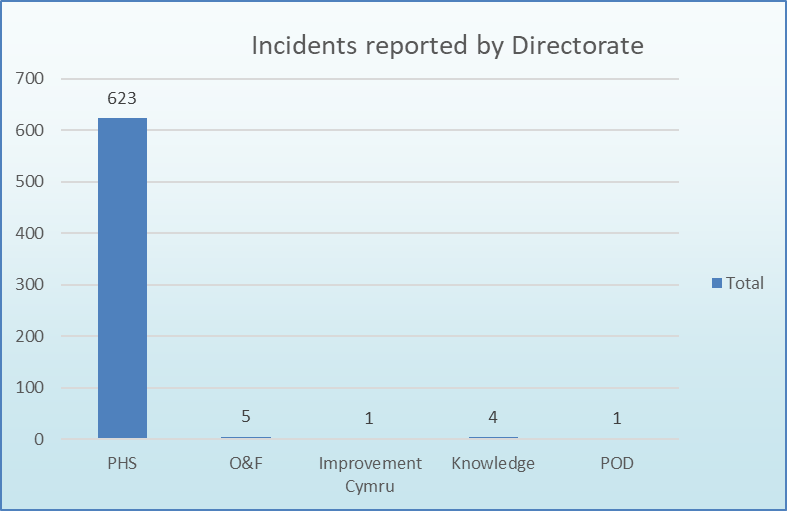 Incidents reported by Directorate
700
600
500
400
300
200
100
0
623
5
1
4
1
PHS
O&F
Improvement
Cymru
Knowledge
POD
Total